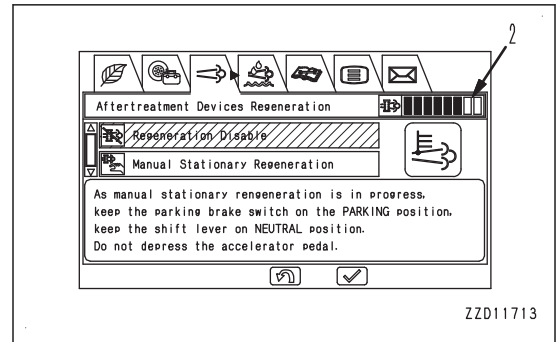 2
Aftertreatment Devices Regeneration
Regeneration Disable
Manual Stationary Regeneration
As manual stationary rengeneration is in progress,
keep the parking brake switch on the PARKING position,
keep the shift lever on NEUTRAL position.
Do not depress the accelerator pedal.
ZZD11713